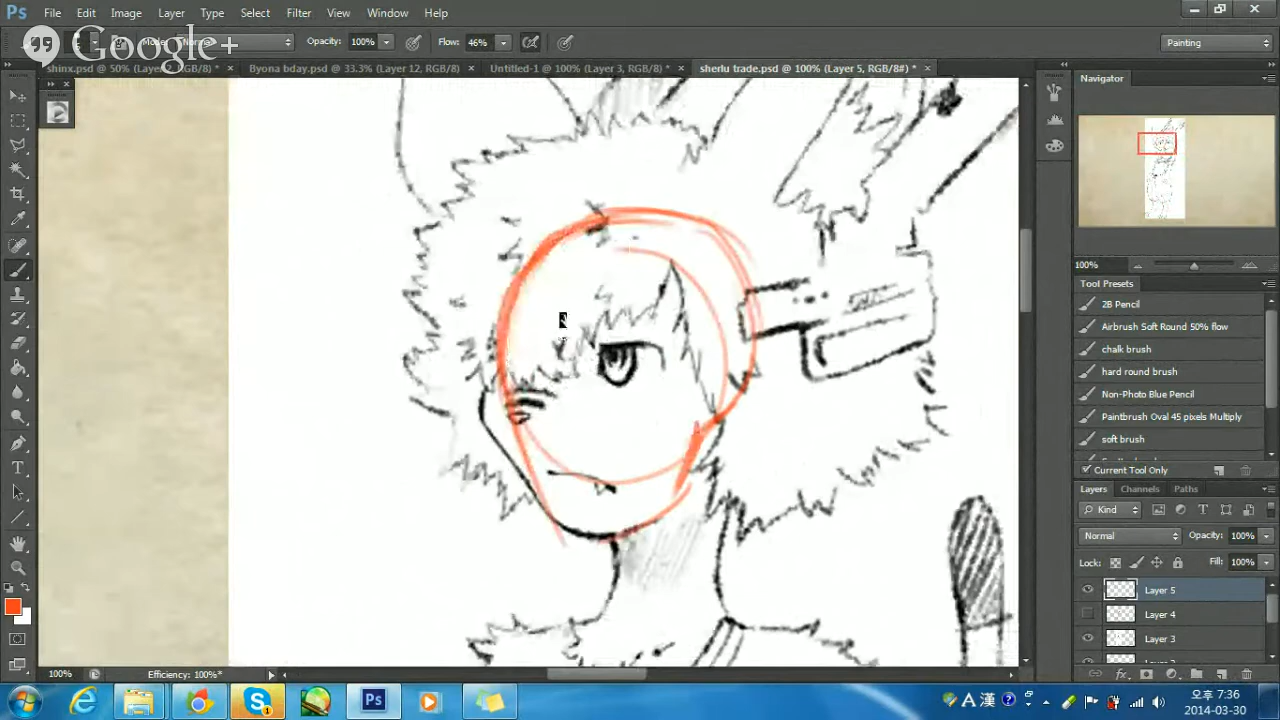 Ps File Edit Image Layer Type Select Filter View Window Help
Google+
Mode: Normal Opacity: 100% Flow: 46% Painting
shinx.psd @ 50% (Layer 2, RGB/8) * × Byona bday.psd @ 33.3% (Layer 12, RGB/8) × Untitled-1 @ 100% (Layer 3, RGB/8) * × sherlu trade.psd @ 100% (Layer 5, RGB/8#) * ×
Navigator
100%
Tool Presets
2B Pencil
Airbrush Soft Round 50% flow
chalk brush
hard round brush
Non-Photo Blue Pencil
Paintbrush Oval 45 pixels Multiply
soft brush
Current Tool Only
Layers Channels Paths
Kind
Normal Opacity: 100%
Lock: Fill: 100%
Layer 5
Layer 4
Layer 3
100% Efficiency: 100%*
A 漢
오후 7:36
2014-03-30